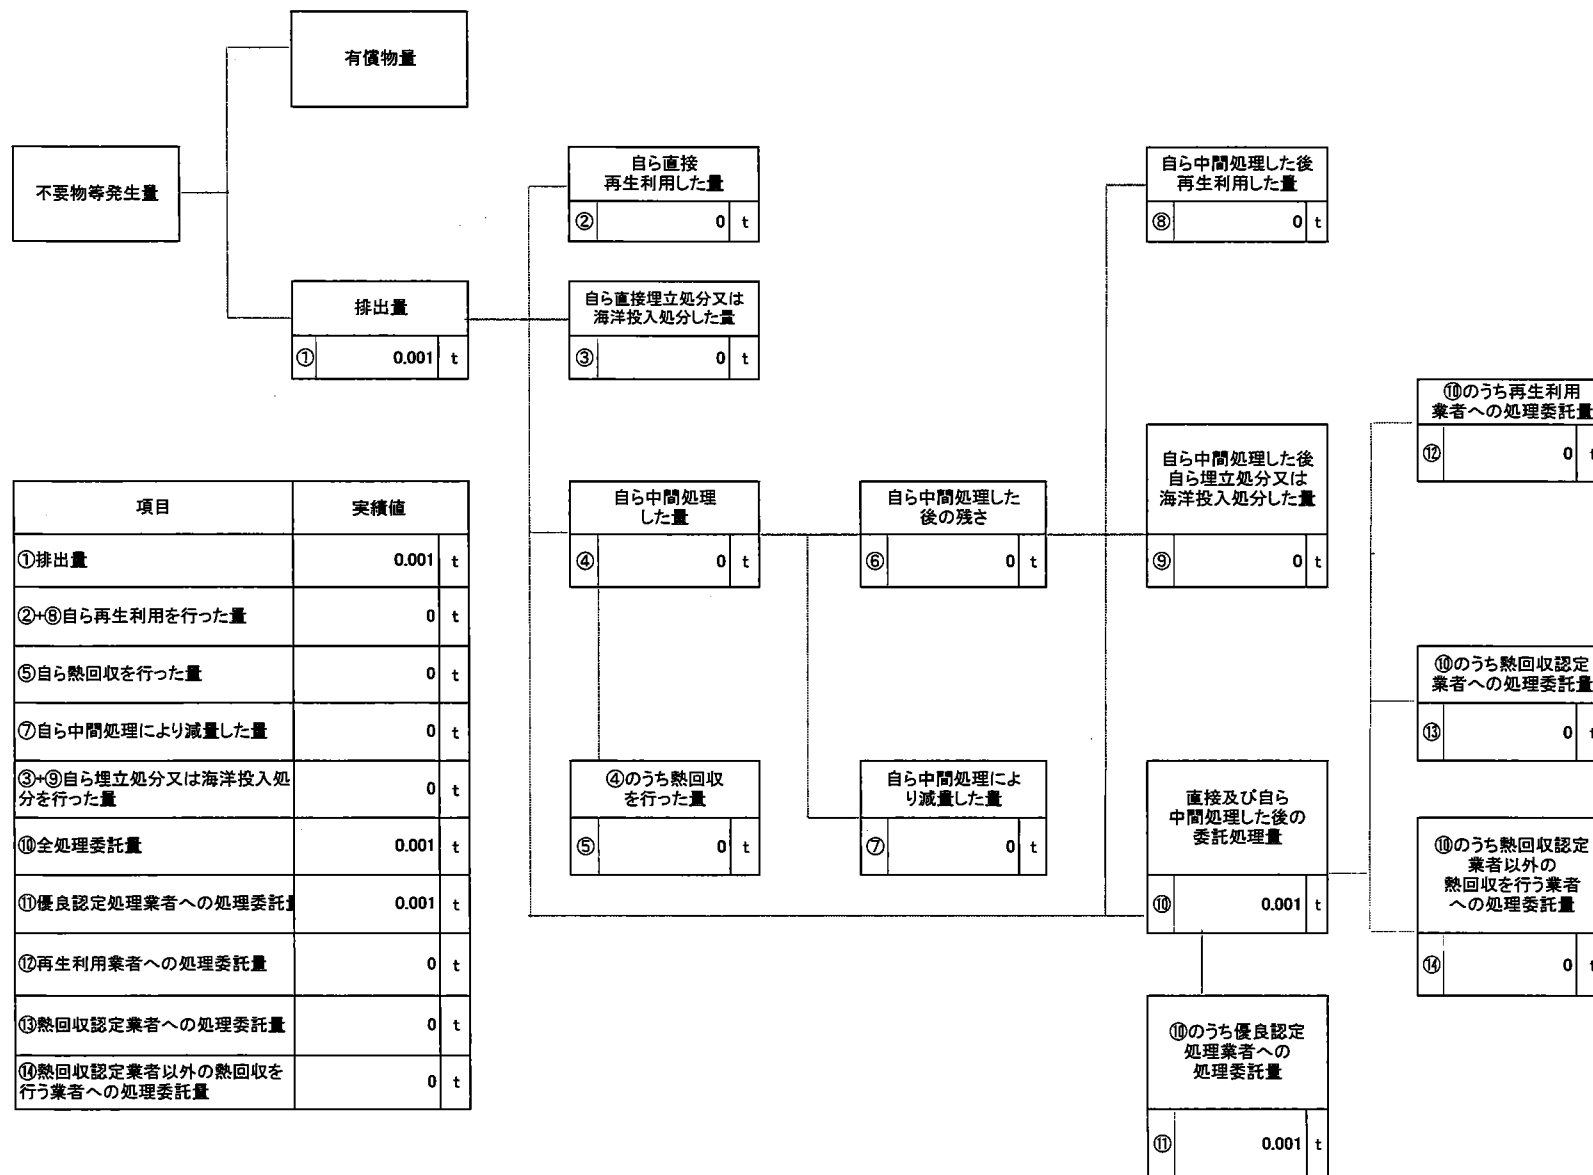 有償物量
不要物等発生量
排出量
① 0.001 t
自ら直接
再生利用した量
② 0 t
自ら直接埋立処分又は
海洋投入処分した量
③ 0 t
自ら中間処理
した量
④ 0 t
④のうち熱回収
を行った量
⑤ 0 t
自ら中間処理した
後の残さ
⑥ 0 t
自ら中間処理によ
り減量した量
⑦ 0 t
自ら中間処理した後
再生利用した量
⑧ 0 t
自ら中間処理した後
自ら埋立処分又は
海洋投入処分した量
⑨ 0 t
直接及び自ら
中間処理した後の
委託処理量
⑩ 0.001 t
⑩のうち優良認定
処理業者への
処理委託量
⑪ 0.001 t
⑩のうち再生利用
業者への処理委託量
⑫ 0 t
⑩のうち熱回収認定
業者への処理委託量
⑬ 0 t
⑩のうち熱回収認定
業者以外の
熱回収を行う業者
への処理委託量
⑭ 0 t
項目 実績値
①排出量 0.001 t
②+⑧自ら再生利用を行った量 0 t
⑤自ら熱回収を行った量 0 t
⑦自ら中間処理により減量した量 0 t
③+⑨自ら埋立処分又は海洋投入処
分を行った量 0 t
⑩全処理委託量 0.001 t
⑪優良認定処理業者への処理委託量 0.001 t
⑫再生利用業者への処理委託量 0 t
⑬熱回収認定業者への処理委託量 0 t
⑭熱回収認定業者以外の熱回収を
行う業者への処理委託量 0 t